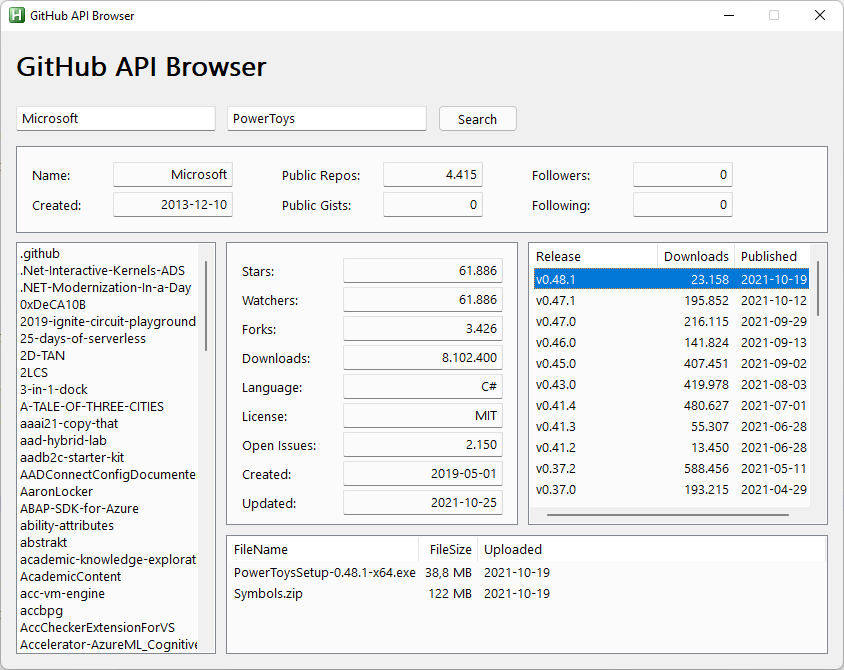 GitHub API Browser
GitHub API Browser
Microsoft PowerToys Search
Name: Microsoft Public Repos: 4.415 Followers: 0
Created: 2013-12-10 Public Gists: 0 Following: 0
.github
.Net-Interactive-Kernels-ADS
.NET-Modernization-In-a-Day
0xDeCA10B
2019-ignite-circuit-playground
25-days-of-serverless
2D-TAN
2LCS
3-in-1-dock
A-TALE-OF-THREE-CITIES
aaai21-copy-that
aad-hybrid-lab
aadb2c-starter-kit
AADConnectConfigDocumente
AaronLocker
ABAP-SDK-for-Azure
ability-attributes
abstrakt
academic-knowledge-explorat
AcademicContent
acc-vm-engine
accbpg
AccCheckerExtensionForVS
Accelerator-AzureML_Cognitive
Stars: 61.886
Watchers: 61.886
Forks: 3.426
Downloads: 8.102.400
Language: C#
License: MIT
Open Issues: 2.150
Created: 2019-05-01
Updated: 2021-10-25
Release Downloads Published
v0.48.1 23.158 2021-10-19
v0.47.1 195.852 2021-10-12
v0.47.0 216.115 2021-09-29
v0.46.0 141.824 2021-09-13
v0.45.0 407.451 2021-09-02
v0.43.0 419.978 2021-08-03
v0.41.4 480.627 2021-07-01
v0.41.3 55.307 2021-06-28
v0.41.2 13.450 2021-06-28
v0.37.2 588.456 2021-05-11
v0.37.0 193.215 2021-04-29
FileName FileSize Uploaded
PowerToysSetup-0.48.1-x64.exe 38,8 MB 2021-10-19
Symbols.zip 122 MB 2021-10-19